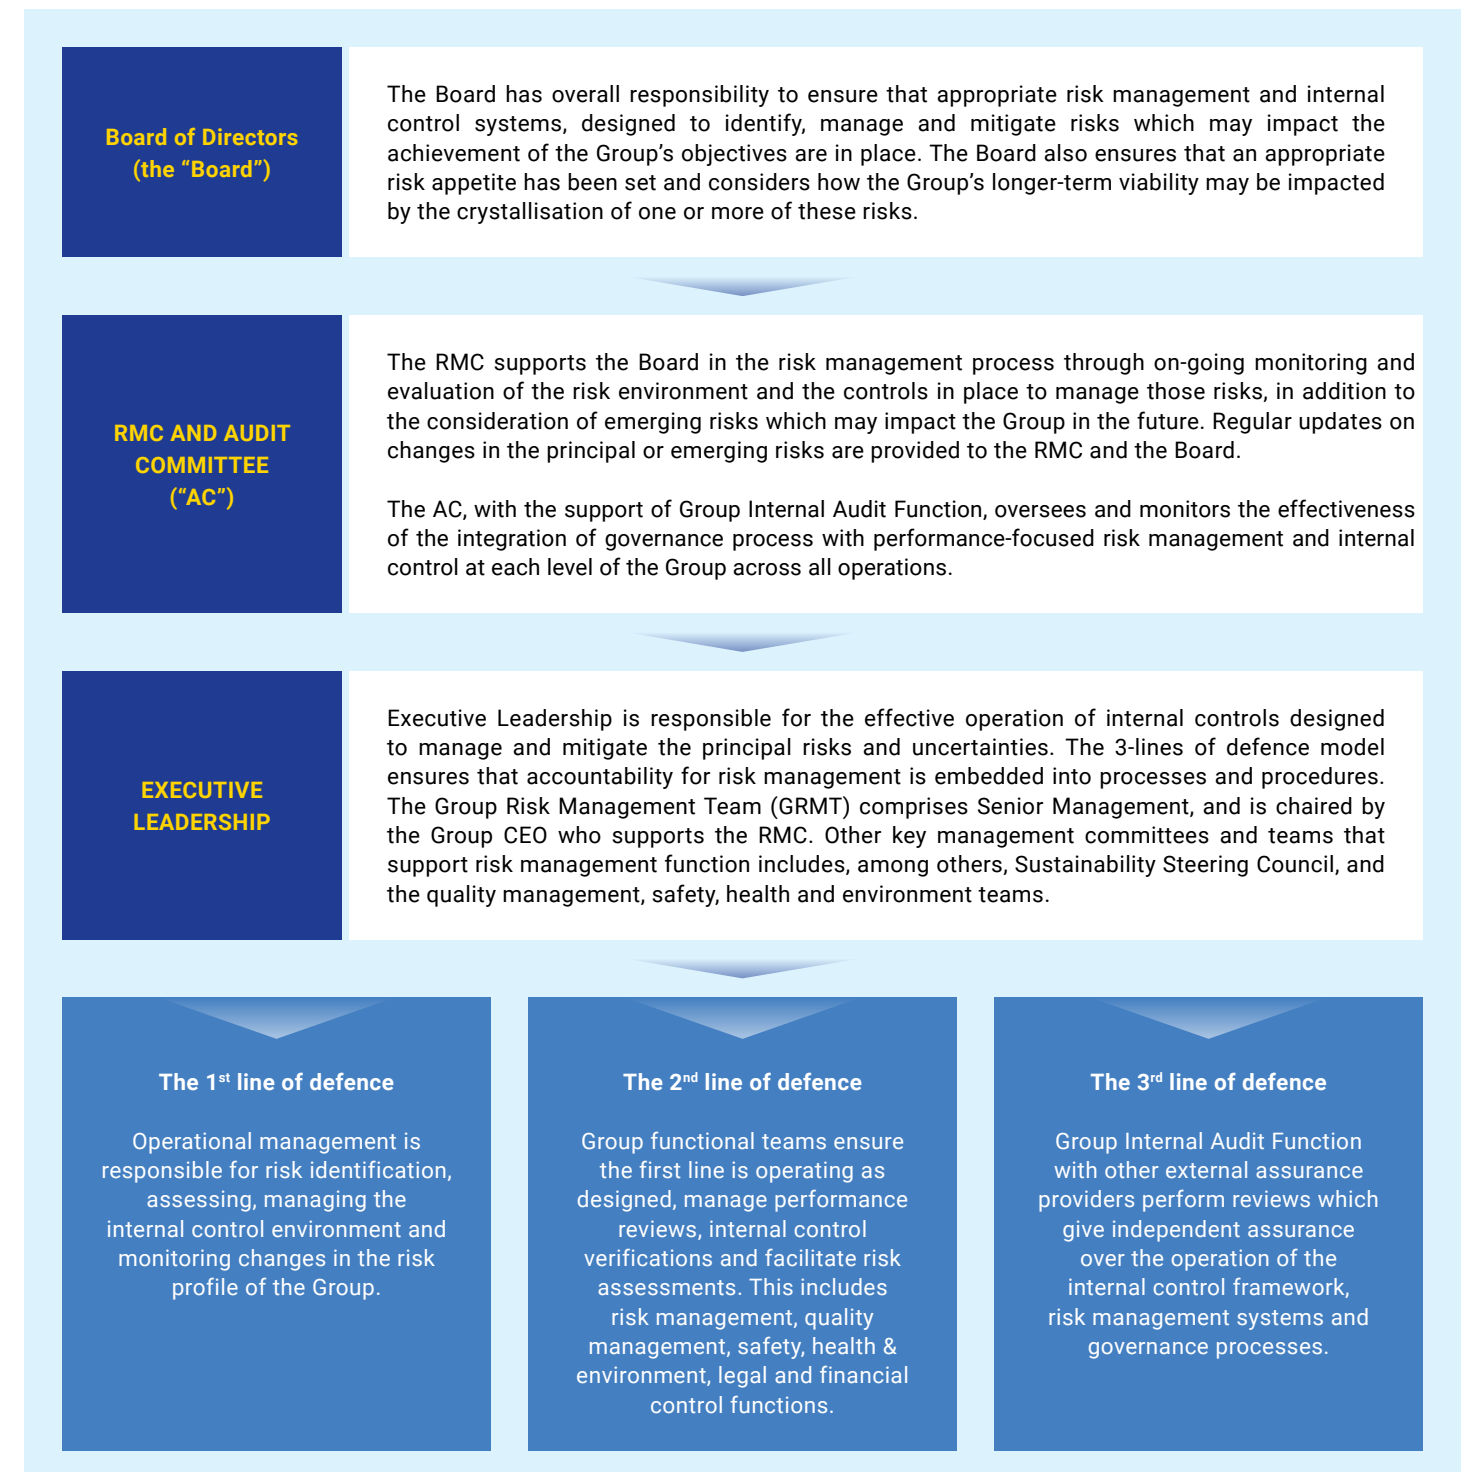 Board of Directors
(the “Board”)
The Board has overall responsibility to ensure that appropriate risk management and internal
control systems, designed to identify, manage and mitigate risks which may impact the
achievement of the Group’s objectives are in place. The Board also ensures that an appropriate
risk appetite has been set and considers how the Group’s longer-term viability may be impacted
by the crystallisation of one or more of these risks.
RMC AND AUDIT
COMMITTEE
(“AC”)
The RMC supports the Board in the risk management process through on-going monitoring and
evaluation of the risk environment and the controls in place to manage those risks, in addition to
the consideration of emerging risks which may impact the Group in the future. Regular updates on
changes in the principal or emerging risks are provided to the RMC and the Board.
The AC, with the support of Group Internal Audit Function, oversees and monitors the effectiveness
of the integration of governance process with performance-focused risk management and internal
control at each level of the Group across all operations.
EXECUTIVE
LEADERSHIP
Executive Leadership is responsible for the effective operation of internal controls designed
to manage and mitigate the principal risks and uncertainties. The 3-lines of defence model
ensures that accountability for risk management is embedded into processes and procedures.
The Group Risk Management Team (GRMT) comprises Senior Management, and is chaired by
the Group CEO who supports the RMC. Other key management committees and teams that
support risk management function includes, among others, Sustainability Steering Council, and
the quality management, safety, health and environment teams.
The 1st line of defence
Operational management is
responsible for risk identification,
assessing, managing the
internal control environment and
monitoring changes in the risk
profile of the Group.
The 2nd line of defence
Group functional teams ensure
the first line is operating as
designed, manage performance
reviews, internal control
verifications and facilitate risk
assessments. This includes
risk management, quality
management, safety, health &
environment, legal and financial
control functions.
The 3rd line of defence
Group Internal Audit Function
with other external assurance
providers perform reviews which
give independent assurance
over the operation of the
internal control framework,
risk management systems and
governance processes.